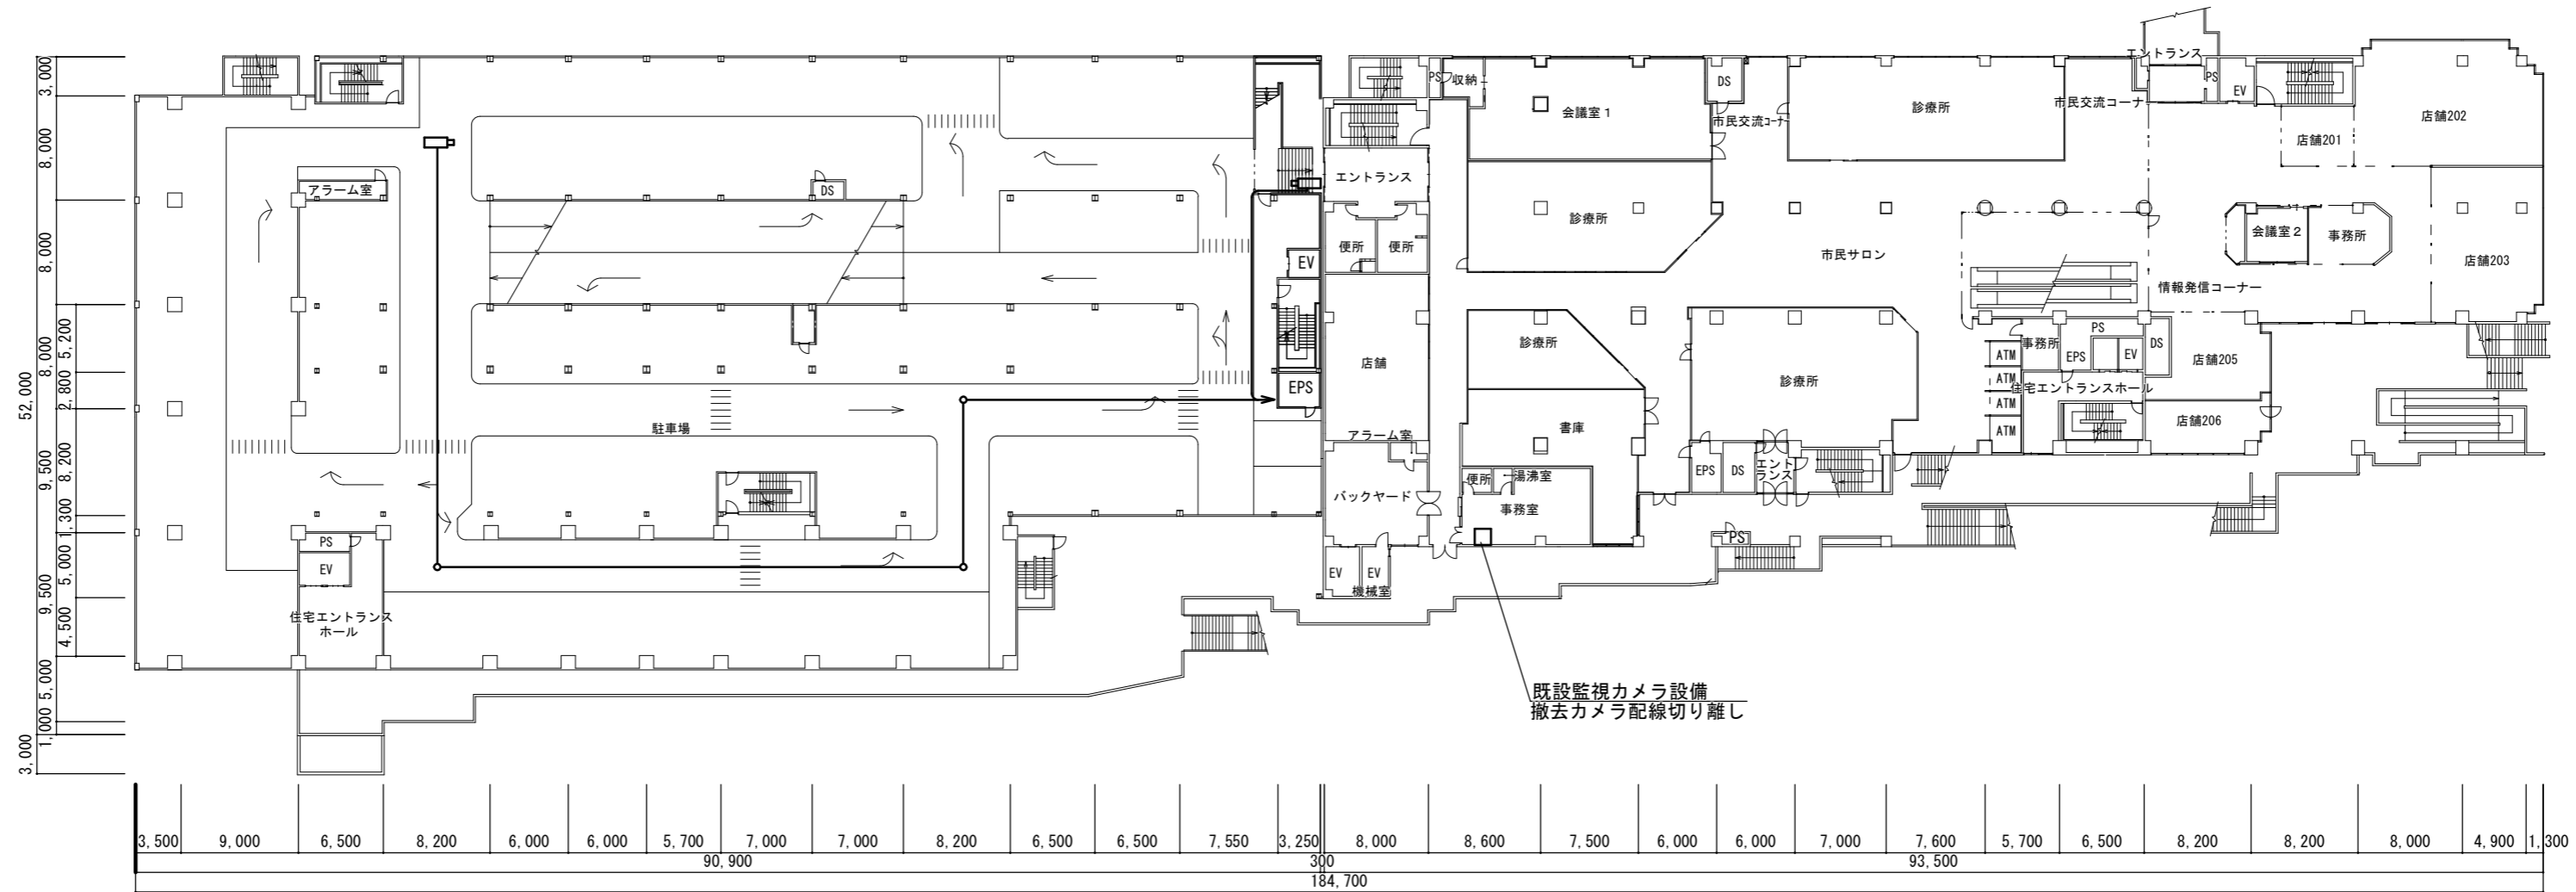 エントランス
PS
収納
DS
PS
EV
会議室１
市民交流コーナー
診療所
市民交流コーナー
店舗201
店舗202
アラーム室
DS
エントランス
診療所
便所
便所
会議室２
事務所
EV
市民サロン
店舗203
情報発信コーナー
診療所
店舗
EPS
診療所
ATM
ATM
ATM
ATM
事務所
PS
EPS
EV
DS
店舗205
住宅エントランスホール
店舗206
駐車場
アラーム室
書庫
バックヤード
便所
湯沸室
事務室
EPS
DS
エント
ランス
PS
PS
EV
EV
EV
機械室
住宅エントランス
ホール
既設監視カメラ設備
撤去カメラ配線切り離し
3,000
8,000
8,000
8,000
9,500
9,500
5,000
1,000
52,000
3,000
5,200
2,800
8,200
1,300
5,000
4,500
3,500
9,000
6,500
8,200
6,000
6,000
5,700
7,000
7,000
8,200
6,500
6,500
7,550
3,250
8,000
8,600
7,500
6,000
6,000
7,000
7,600
5,700
6,500
8,200
8,200
8,000
4,900
1,300
90,900
300
93,500
184,700